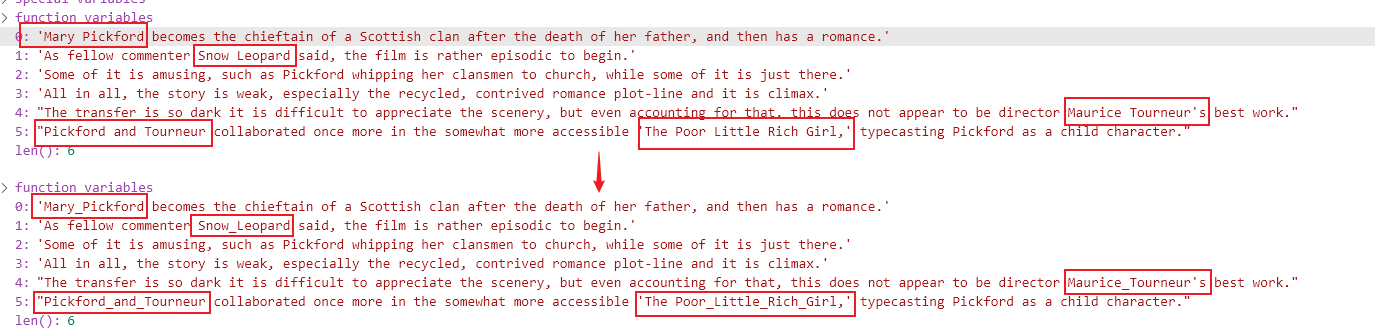 special variables
> function variables
0: 'Mary Pickford becomes the chieftain of a Scottish clan after the death of her father, and then has a romance.'
1: 'As fellow commenter Snow Leopard said, the film is rather episodic to begin.'
2: 'Some of it is amusing, such as Pickford whipping her clansmen to church, while some of it is just there.'
3: 'All in all, the story is weak, especially the recycled, contrived romance plot-line and it is climax.'
4: "The transfer is so dark it is difficult to appreciate the scenery, but even accounting for that, this does not appear to be director Maurice Tourneur's best work."
5: "Pickford and Tourneur collaborated once more in the somewhat more accessible 'The Poor Little Rich Girl,' typecasting Pickford as a child character."
len(): 6
> function variables
0: 'Mary_Pickford becomes the chieftain of a Scottish clan after the death of her father, and then has a romance.'
1: 'As fellow commenter Snow_Leopard said, the film is rather episodic to begin.'
2: 'Some of it is amusing, such as Pickford whipping her clansmen to church, while some of it is just there.'
3: 'All in all, the story is weak, especially the recycled, contrived romance plot-line and it is climax.'
4: "The transfer is so dark it is difficult to appreciate the scenery, but even accounting for that, this does not appear to be director Maurice_Tourneur's best work."
5: "Pickford_and_Tourneur collaborated once more in the somewhat more accessible 'The Poor_Little_Rich_Girl,' typecasting Pickford as a child character."
len(): 6